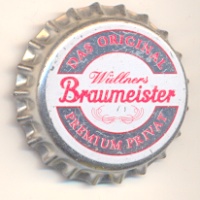 DAS ORIGINAL
Wüllners
Braumeister
PREMIUM PRIVAT